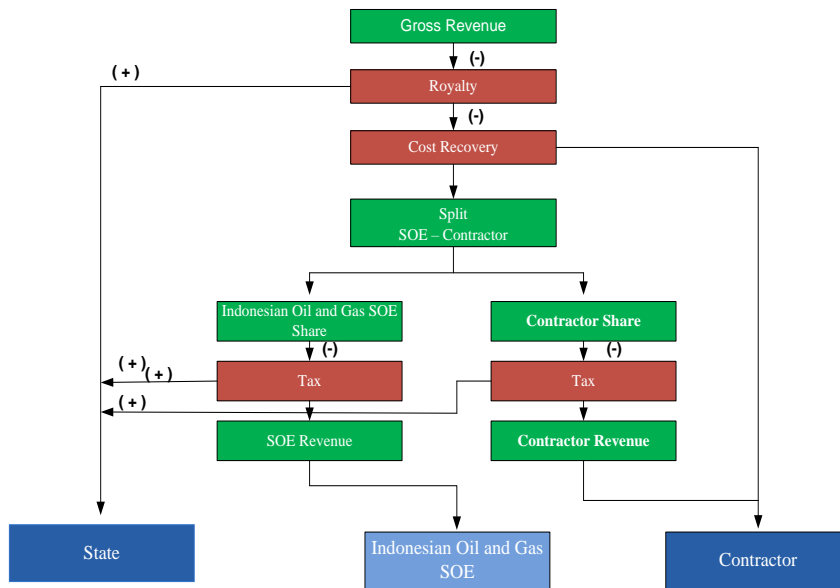 Gross Revenue
(-)
( + )
Royalty
(-)
Cost Recovery
Split
SOE – Contractor
Indonesian Oil and Gas SOE
Share
Contractor Share
(-)
(-)
( + )
( + )
Tax
Tax
( + )
SOE Revenue
Contractor Revenue
State
Indonesian Oil and Gas
SOE
Contractor